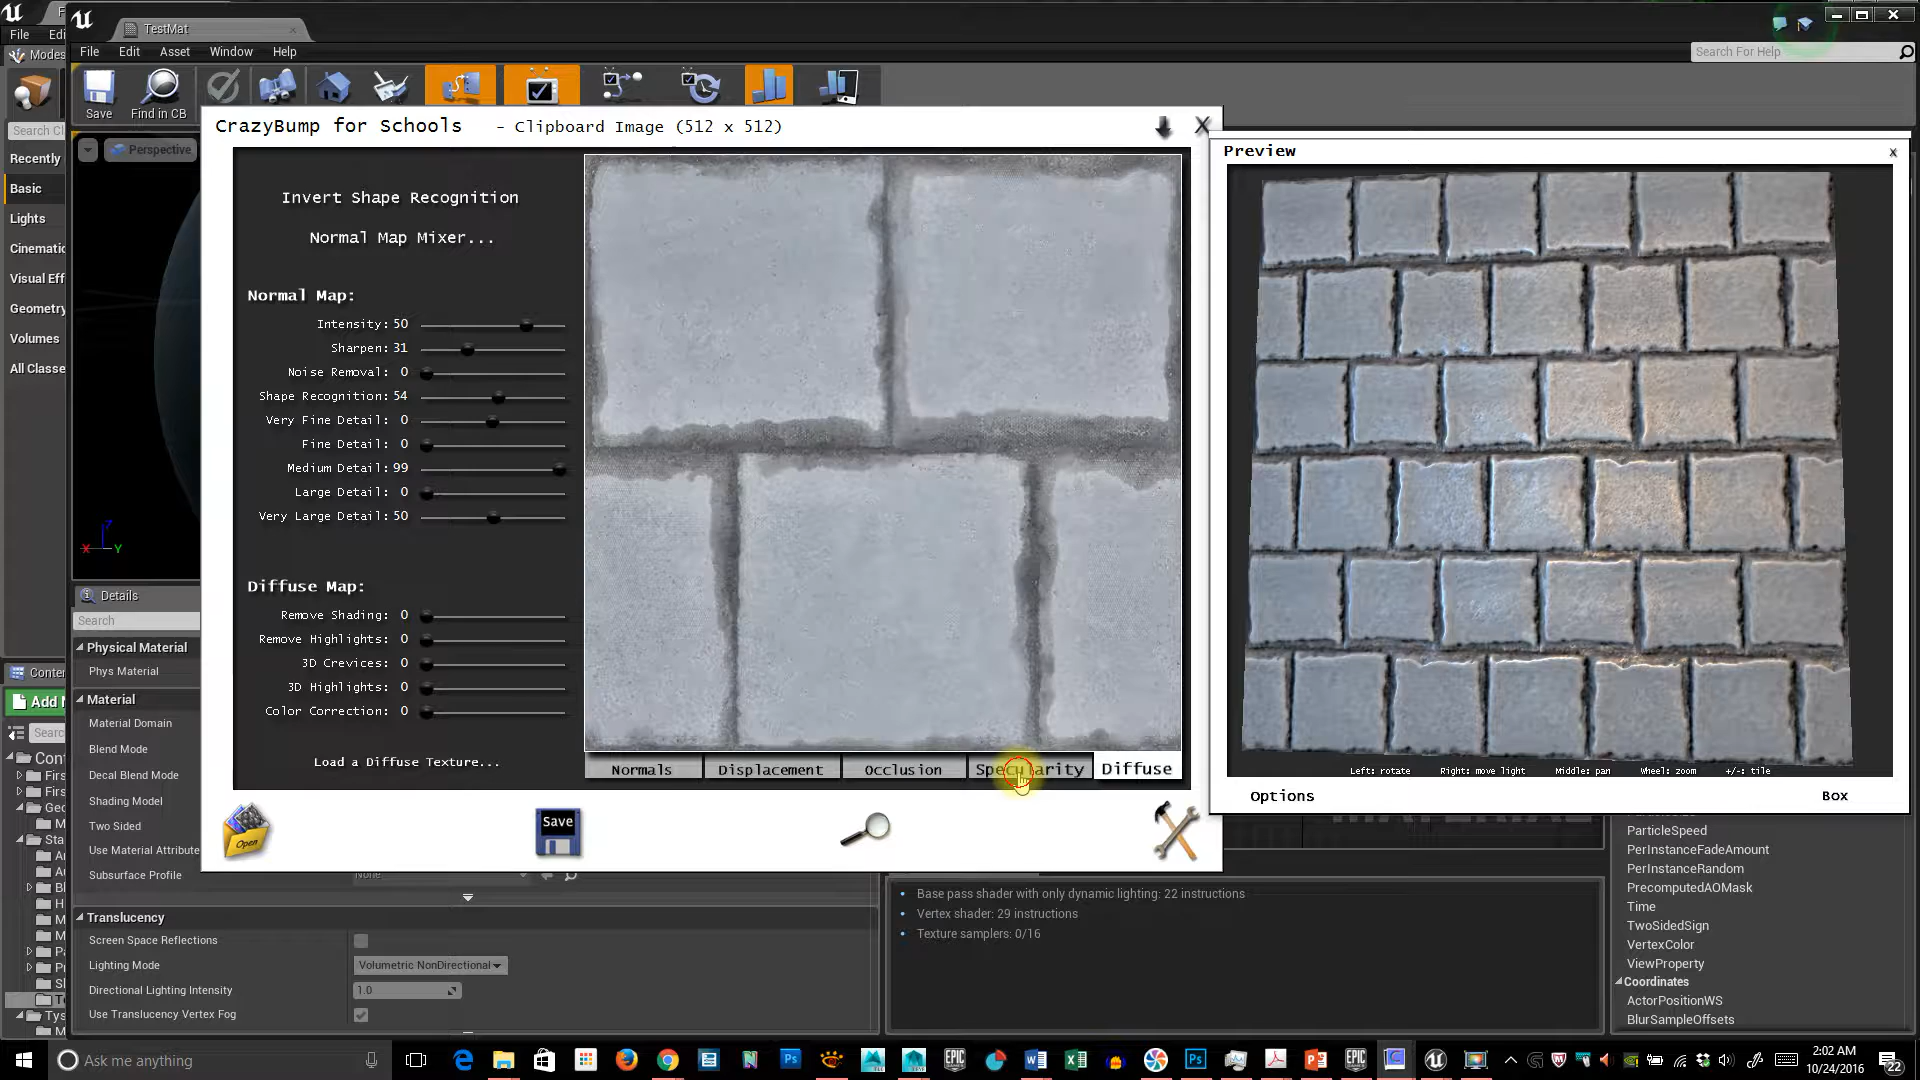 TestMat
File
Edit
File
Edit
Asset
Window
Help
Search For Help
Modes
Save
Find in CB
CrazyBump for Schools - Clipboard Image (512 x 512)
X
Preview
x
Perspective
Recently
Basic
Lights
Cinematic
Visual Eff
Geometry
Volumes
All Classe
Invert Shape Recognition
Normal Map Mixer...
Normal Map:
Intensity: 50
Sharpen: 31
Noise Removal: 0
Shape Recognition: 54
Very Fine Detail: 0
Fine Detail: 0
Medium Detail: 99
Large Detail: 0
Very Large Detail: 50
Diffuse Map:
Remove Shading: 0
Remove Highlights: 0
3D Crevices: 0
3D Highlights: 0
Color Correction: 0
Load a Diffuse Texture...
Normals
Displacement
Occlusion
Specularity
Diffuse
Left: rotate
Right: move light
Middle: pan
Wheel: zoom
+/-: tile
Options
Box
Open
Save
X
Y
Details
Search
Physical Material
Phys Material
Material
Material Domain
Blend Mode
Decal Blend Mode
Shading Model
Two Sided
Use Material Attribute
Subsurface Profile
None
Translucency
Screen Space Reflections
Lighting Mode
Volumetric NonDirectional
Directional Lighting Intensity
1.0
Use Translucency Vertex Fog
Base pass shader with only dynamic lighting: 22 instructions
Vertex shader: 29 instructions
Texture samplers: 0/16
ParticleSpeed
PerInstanceFadeAmount
PerInstanceRandom
PrecomputedAOMask
Time
TwoSidedSign
VertexColor
ViewProperty
Coordinates
ActorPositionWS
BlurSampleOffsets
Ask me anything
2:02 AM
10/24/2016
22